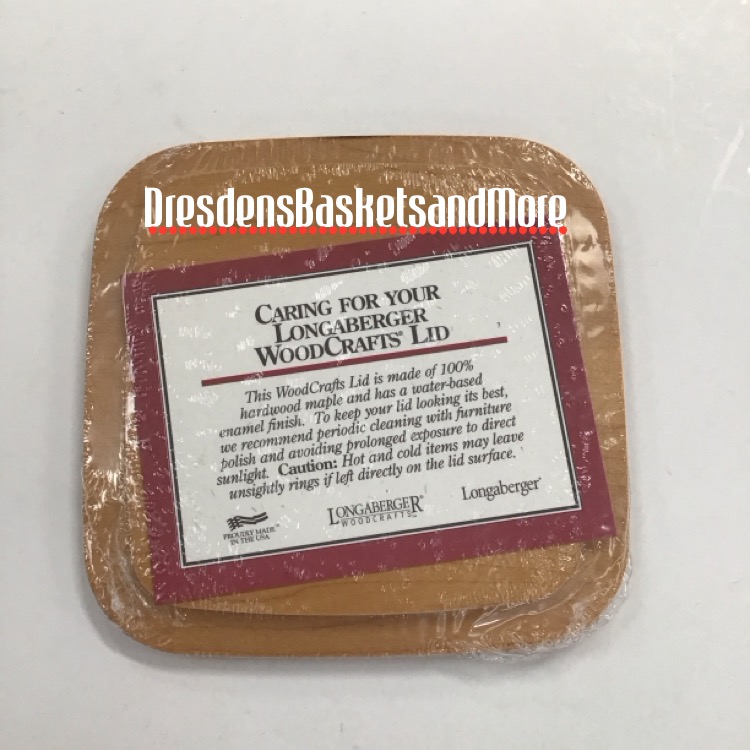 DresdensBasketsandMore
CARING FOR YOUR
LONGABERGER
WOODCRAFTS® LID
This WoodCrafts Lid is made of 100%
hardwood maple and has a water-based
enamel finish. To keep your lid looking its best,
we recommend periodic cleaning with furniture
polish and avoiding prolonged exposure to direct
sunlight. Caution: Hot and cold items may leave
unsightly rings if left directly on the lid surface.
PROUDLY MADE
IN THE USA
LONGABERGER®
WOODCRAFTS™
Longaberger®